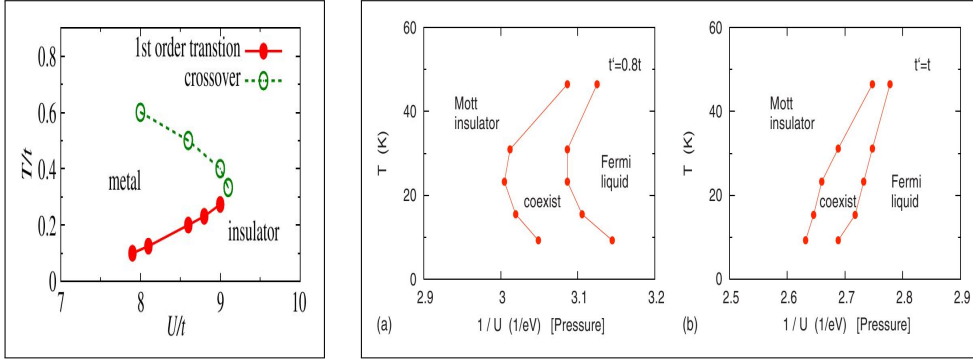 0.8
0.6
0.4
0.2
0
T/t
1st order transtion
crossover
metal
insulator
7
8
9
10
U/t
60
40
20
0
T (K)
Mott
insulator
t'=0.8t
Fermi
liquid
coexist
2.9
3
3.1
3.2
(a)
1 / U (1/eV) [Pressure]
60
40
20
0
T (K)
Mott
insulator
t'=t
Fermi
liquid
coexist
2.5
2.6
2.7
2.8
2.9
(b)
1 / U (1/eV) [Pressure]